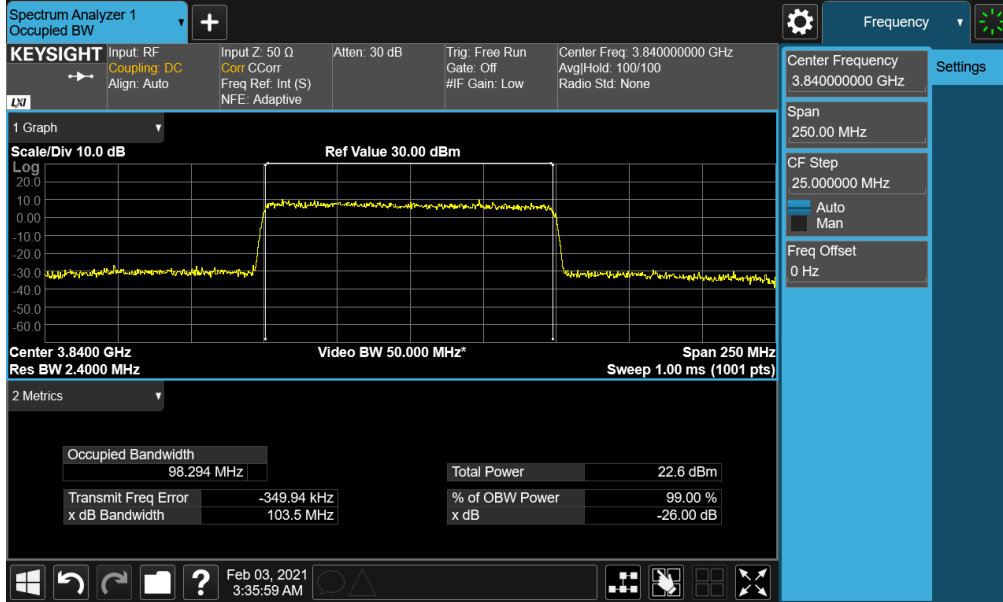 Spectrum Analyzer 1
Occupied BW
Frequency
KEYSIGHT
Input: RF
Coupling: DC
Align: Auto
Input Z: 50 Ω
Corr CCorr
Freq Ref: Int (S)
NFE: Adaptive
Atten: 30 dB
Trig: Free Run
Gate: Off
#IF Gain: Low
Center Freq: 3.840000000 GHz
Avg|Hold: 100/100
Radio Std: None
LXI
Center Frequency
3.840000000 GHz
Settings
Span
250.00 MHz
CF Step
25.000000 MHz
Auto
Man
Freq Offset
0 Hz
1 Graph
Scale/Div 10.0 dB
Ref Value 30.00 dBm
Log
20.0
10.0
0.00
-10.0
-20.0
-30.0
-40.0
-50.0
-60.0
Center 3.8400 GHz
Video BW 50.000 MHz*
Span 250 MHz
Res BW 2.4000 MHz
Sweep 1.00 ms (1001 pts)
2 Metrics
Occupied Bandwidth
98.294 MHz
Total Power 22.6 dBm
Transmit Freq Error -349.94 kHz
% of OBW Power 99.00 %
x dB Bandwidth 103.5 MHz
x dB -26.00 dB
?
Feb 03, 2021
3:35:59 AM